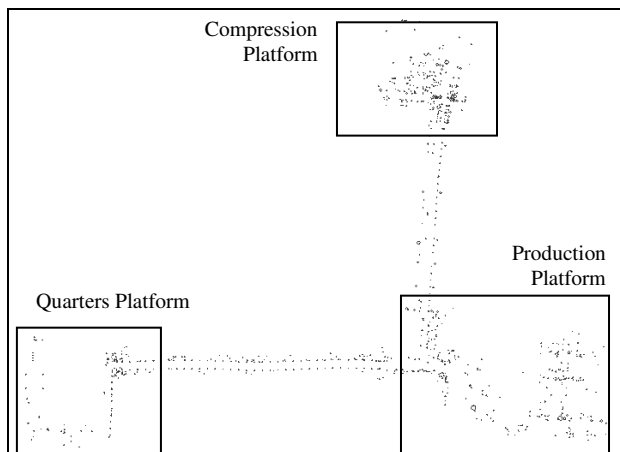 Compression
Platform
Production
Platform
Quarters Platform